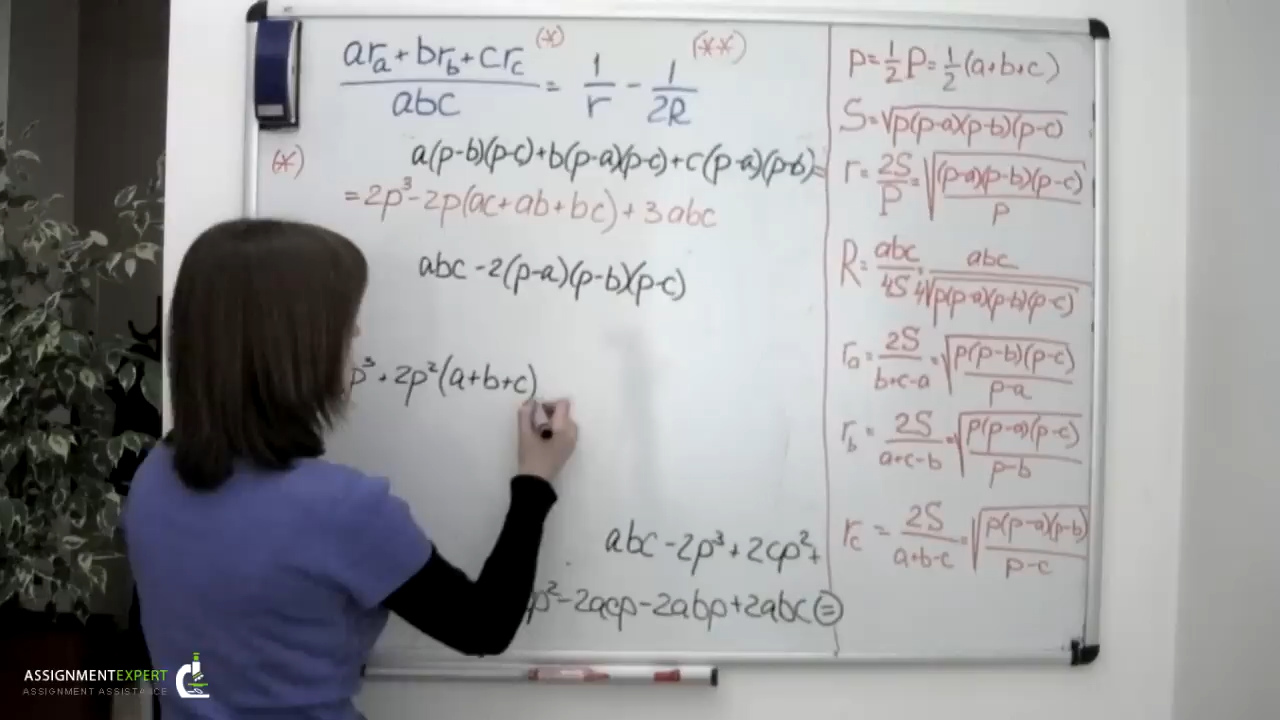 ar_a + br_b + cr_c / abc (*) = 1/r - 1/2R (**)
(*) a(p-b)(p-c)+b(p-a)(p-c)+c(p-a)(p-b)=
=2p³-2p(ac+ab+bc)+3abc
abc-2(p-a)(p-b)(p-c)
p³+2p²(a+b+c)
abc-2p³+2cp²+
p²-2acp-2abp+2abc(=)
p=1/2P=1/2(a+b+c)
S=√p(p-a)(p-b)(p-c)
r=2S/P=√(p-a)(p-b)(p-c)/p
R=abc/4S=abc/4√p(p-a)(p-b)(p-c)
r_a=2S/b+c-a=√p(p-b)(p-c)/p-a
r_b=2S/a+c-b=√p(p-a)(p-c)/p-b
r_c=2S/a+b-c=√p(p-a)(p-b)/p-c
ASSIGNMENTEXPERT
ASSIGNMENT ASSISTANCE